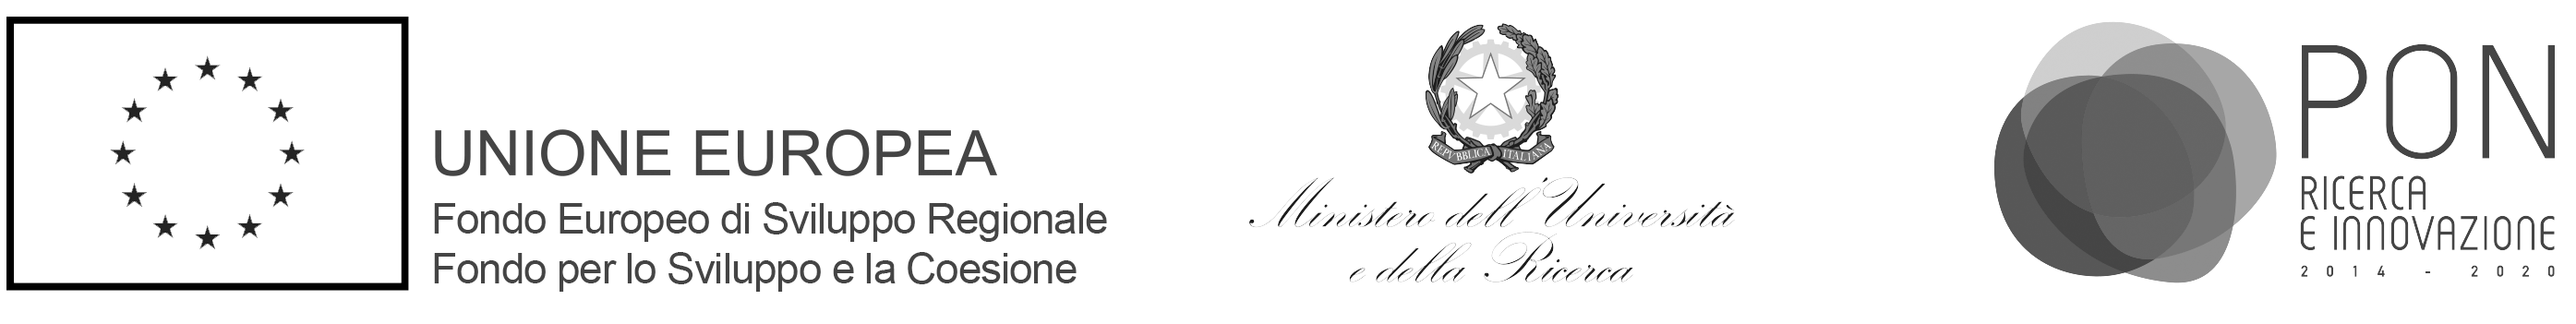 UNIONE EUROPEA
Fondo Europeo di Sviluppo Regionale
Fondo per lo Sviluppo e la Coesione
REPVBBLICA ITALIANA
Ministero dell'Università
e della Ricerca
PON
RICERCA
E INNOVAZIONE
2014 - 2020